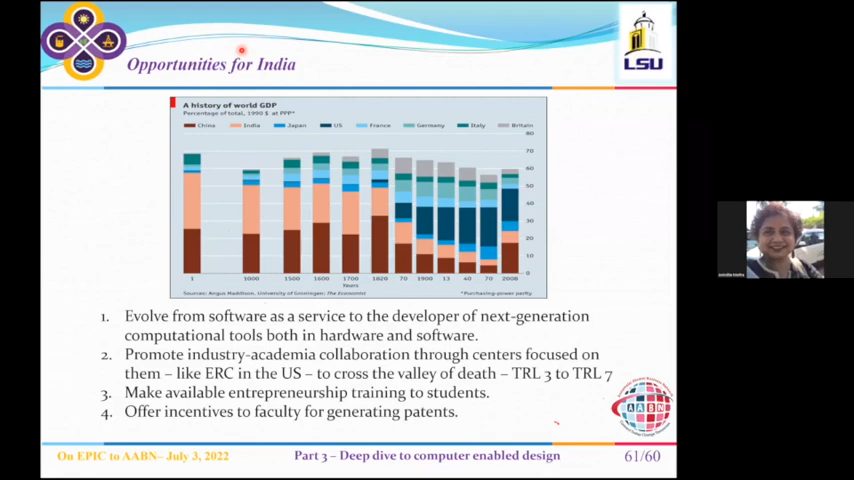 Opportunities for India
LSU
A history of world GDP
Percentage of total, 1990 $ at PPP*
China India Japan US France Germany Italy Britain
80
70
60
50
40
30
20
10
0
1 1000 1500 1600 1700 1820 70 1900 13 40 70 2008
Years
Sources: Angus Maddison, University of Groningen; The Economist *Purchasing-power parity
1. Evolve from software as a service to the developer of next-generation
computational tools both in hardware and software.
2. Promote industry-academia collaboration through centers focused on
them – like ERC in the US – to cross the valley of death – TRL 3 to TRL 7
3. Make available entrepreneurship training to students.
4. Offer incentives to faculty for generating patents.
AABN
On EPIC to AABN– July 3, 2022 Part 3 – Deep dive to computer enabled design 61/60